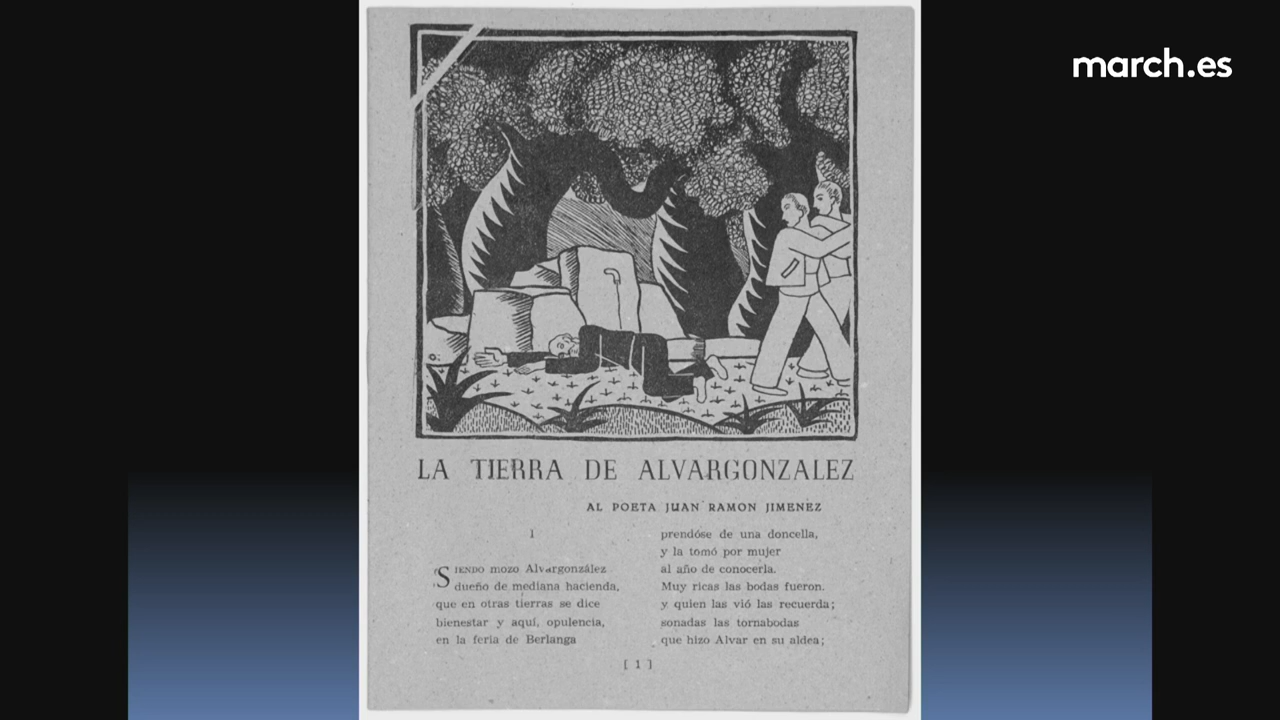 march.es
LA TIERRA DE ALVARGONZALEZ
AL POETA JUAN RAMON JIMENEZ
I
SIENDO mozo Alvargonzález
dueño de mediana hacienda,
que en otras tierras se dice
bienestar y aquí, opulencia,
en la feria de Berlanga
prendóse de una doncella,
y la tomó por mujer
al año de conocerla.
Muy ricas las bodas fueron.
y quien las vió las recuerda;
sonadas las tornabodas
que hizo Alvar en su aldea;
[ 1 ]